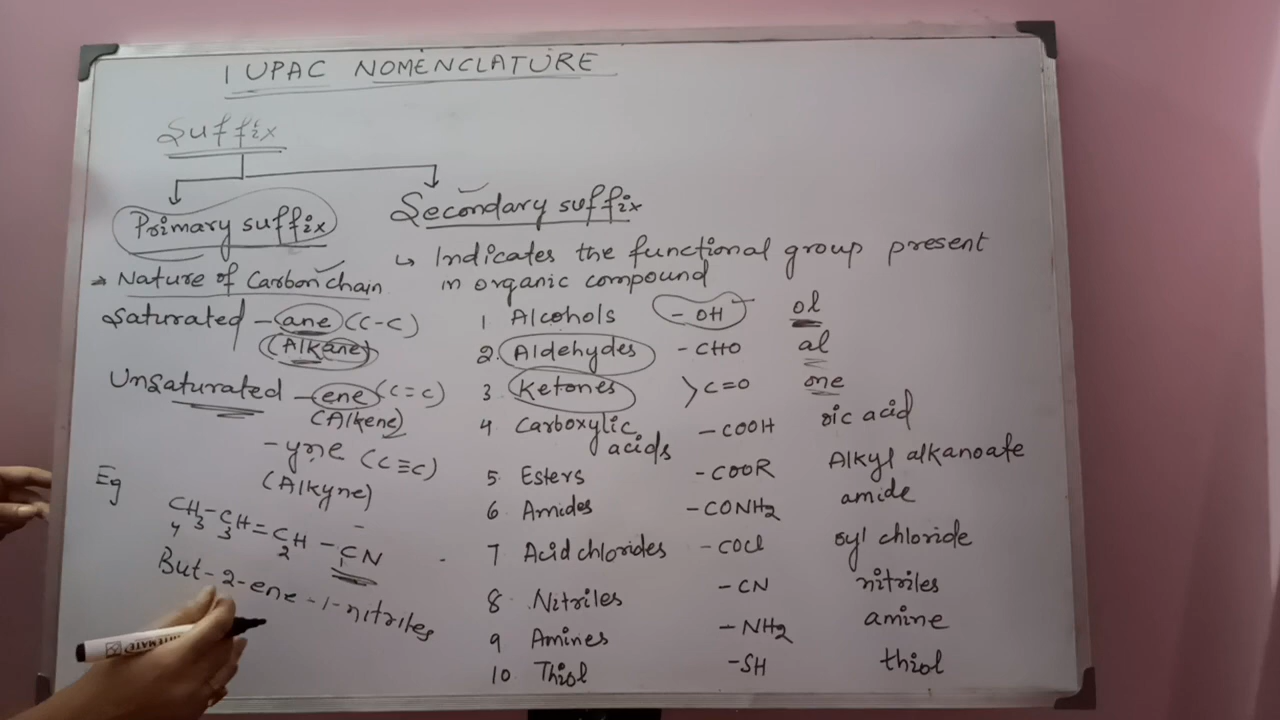 IUPAC NOMENCLATURE
Suffix
Primary suffix
→ Nature of Carbon chain
Saturated – ane (C-C)
(Alkane)
Unsaturated – ene (C=C)
(Alkene)
- yne (C≡C)
(Alkyne)
Eg
CH3-CH=CH-CN
4 3 2 1
But-2-ene-1-nitriles
Secondary suffix
↳ Indicates the functional group present
in organic compound
1 Alcohols -OH ol
2. Aldehydes -CHO al
3 Ketones >C=O one
4 Carboxylic acids -COOH oic acid
5. Esters -COOR Alkyl alkanoate
6 Amides -CONH2 amide
7 Acid chlorides -COCl oyl chloride
8 Nitriles -CN nitriles
9 Amines -NH2 amine
10 Thiol -SH thiol